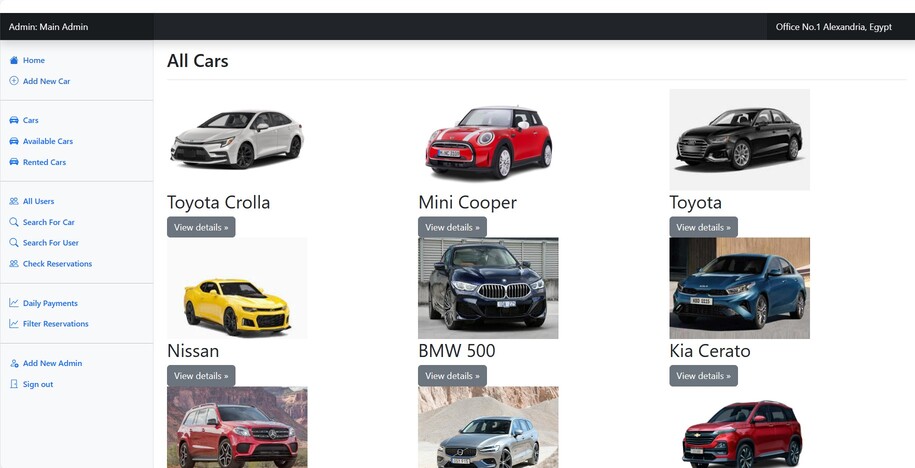 Admin: Main Admin
Office No.1 Alexandria, Egypt
Home
Add New Car
Cars
Available Cars
Rented Cars
All Users
Search For Car
Search For User
Check Reservations
Daily Payments
Filter Reservations
Add New Admin
Sign out
All Cars
Toyota Crolla
Mini Cooper
Toyota
View details »
View details »
View details »
Nissan
BMW 500
Kia Cerato
View details »
View details »
View details »